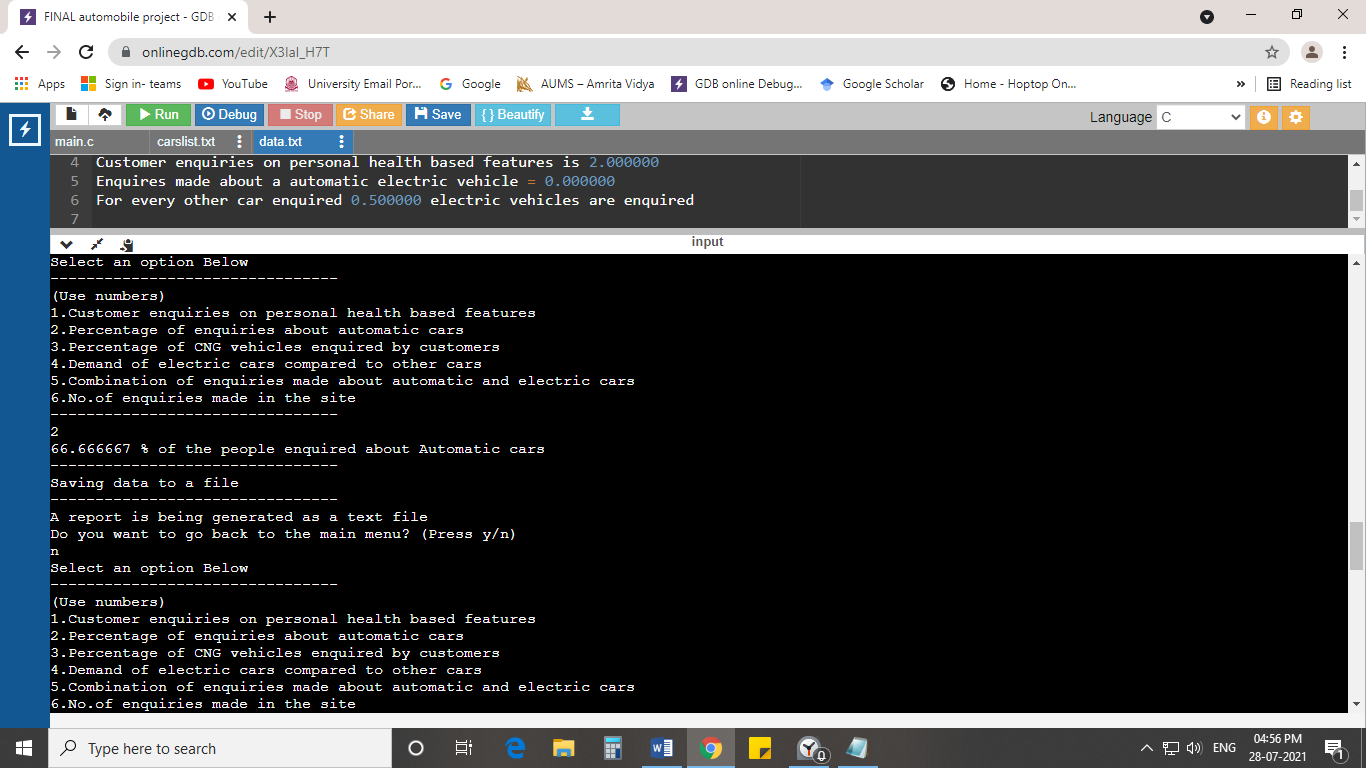 FINAL automobile project - GDB
onlinegdb.com/edit/X3IaI_H7T
Apps Sign in- teams YouTube University Email Por... Google AUMS – Amrita Vidya GDB online Debug... Google Scholar Home - Hoptop On... » Reading list
Run Debug Stop Share Save { } Beautify Language C
main.c carslist.txt data.txt
4 Customer enquiries on personal health based features is 2.000000
5 Enquires made about a automatic electric vehicle = 0.000000
6 For every other car enquired 0.500000 electric vehicles are enquired
7
input
Select an option Below
--------------------------------
(Use numbers)
1.Customer enquiries on personal health based features
2.Percentage of enquiries about automatic cars
3.Percentage of CNG vehicles enquired by customers
4.Demand of electric cars compared to other cars
5.Combination of enquiries made about automatic and electric cars
6.No.of enquiries made in the site
--------------------------------
2
66.666667 % of the people enquired about Automatic cars
--------------------------------
Saving data to a file
--------------------------------
A report is being generated as a text file
Do you want to go back to the main menu? (Press y/n)
n
Select an option Below
--------------------------------
(Use numbers)
1.Customer enquiries on personal health based features
2.Percentage of enquiries about automatic cars
3.Percentage of CNG vehicles enquired by customers
4.Demand of electric cars compared to other cars
5.Combination of enquiries made about automatic and electric cars
6.No.of enquiries made in the site
Type here to search ENG 04:56 PM
28-07-2021 1